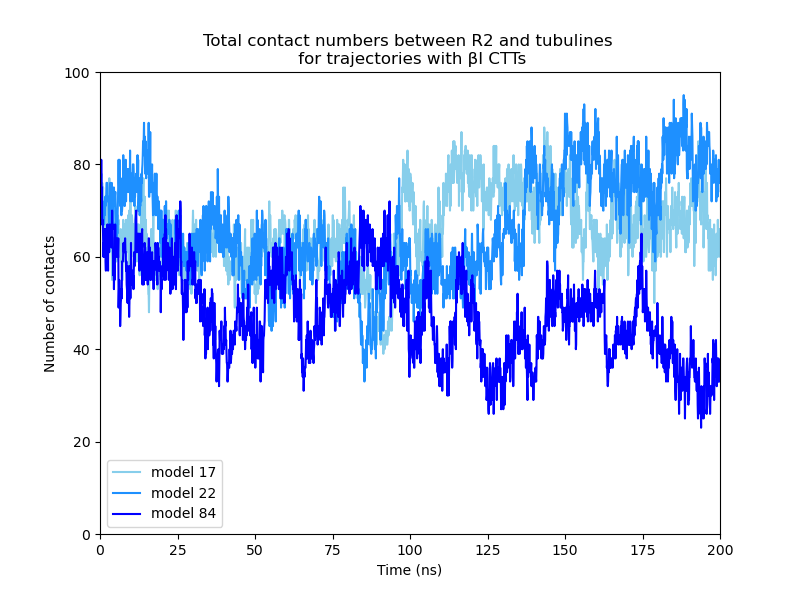 Total contact numbers between R2 and tubulines
for trajectories with βI CTTs
Number of contacts
100
80
60
40
20
0
model 17
model 22
model 84
0 25 50 75 100 125 150 175 200
Time (ns)